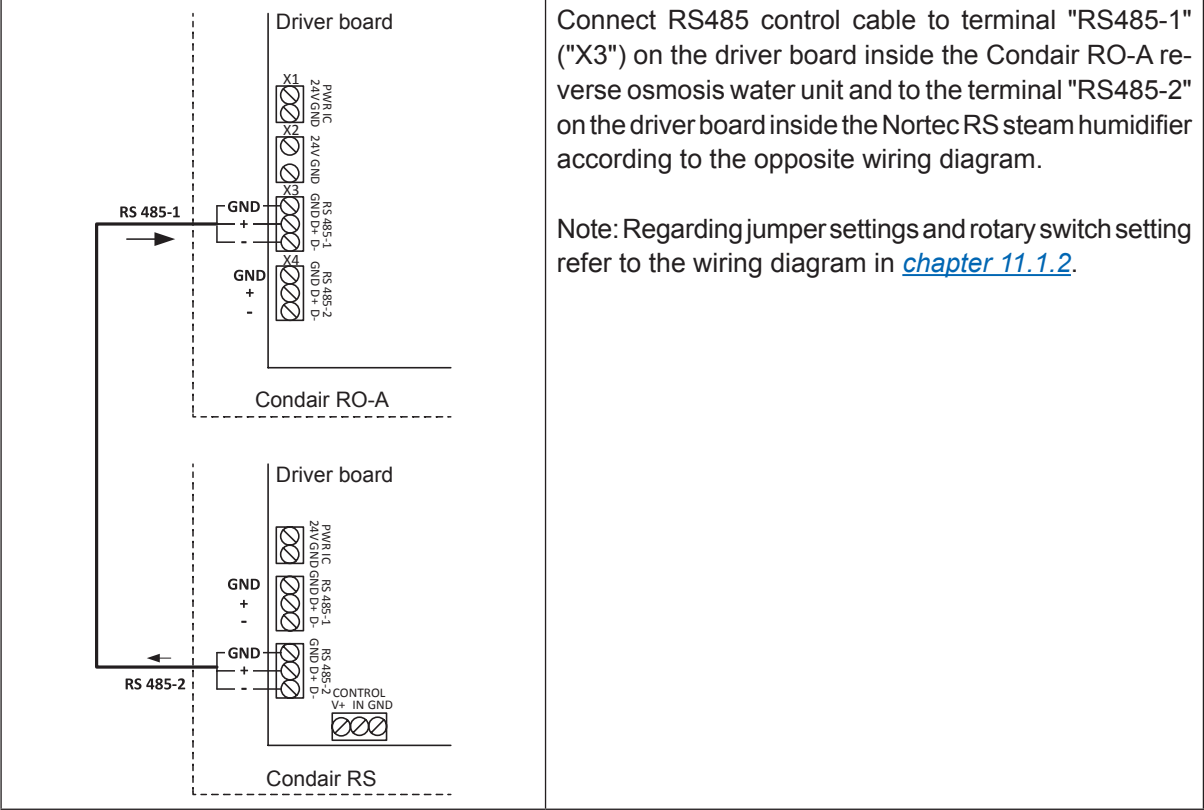 Driver board
X1
24V GND
PWR IC
X2
24V GND
X3
GND D+ D-
RS 485-1
RS 485-1
GND
+
-
X4
GND D+ D-
RS 485-2
GND
+
-
Condair RO-A
Driver board
24V GND
PWR IC
GND
+
-
GND D+ D-
RS 485-1
GND
+
-
RS 485-2
GND D+ D-
RS 485-2
CONTROL
V+ IN GND
Condair RS
Connect RS485 control cable to terminal "RS485-1"
("X3") on the driver board inside the Condair RO-A re-
verse osmosis water unit and to the terminal "RS485-2"
on the driver board inside the Nortec RS steam humidifier
according to the opposite wiring diagram.
Note: Regarding jumper settings and rotary switch setting
refer to the wiring diagram in chapter 11.1.2.